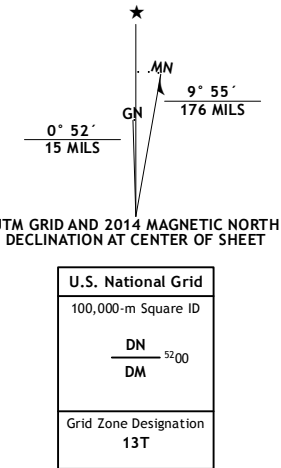 ★
MN
GN
9° 55´
176 MILS
0° 52´
15 MILS
UTM GRID AND 2014 MAGNETIC NORTH
DECLINATION AT CENTER OF SHEET
U.S. National Grid
100,000-m Square ID
DN
5200
DM
Grid Zone Designation
13T